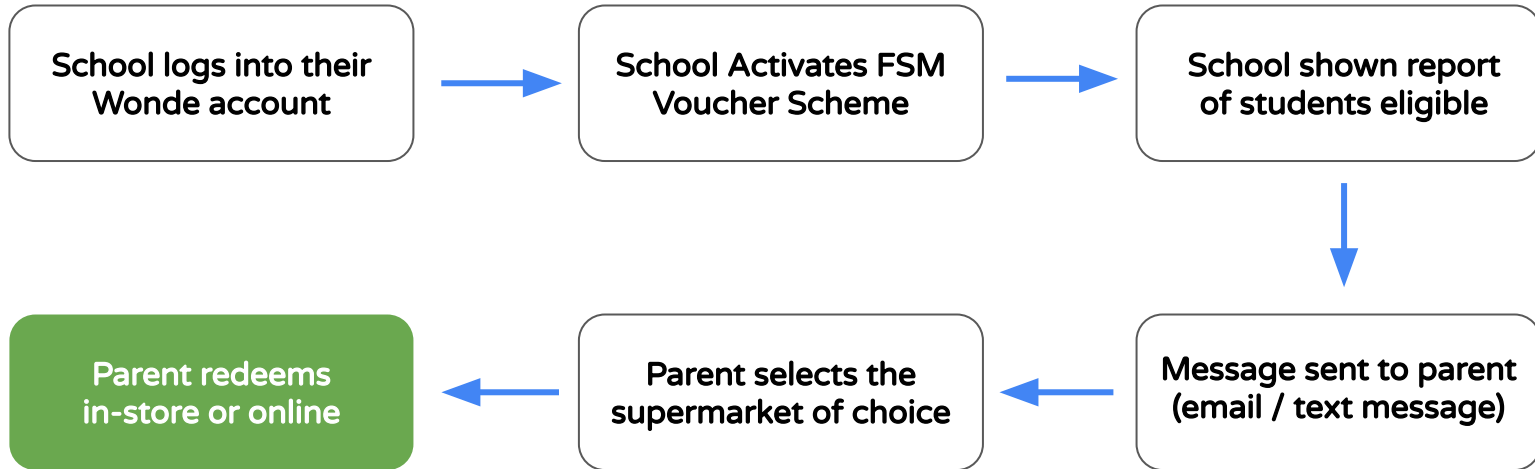 School logs into their
Wonde account
School Activates FSM
Voucher Scheme
School shown report
of students eligible
Message sent to parent
(email / text message)
Parent selects the
supermarket of choice
Parent redeems
in-store or online